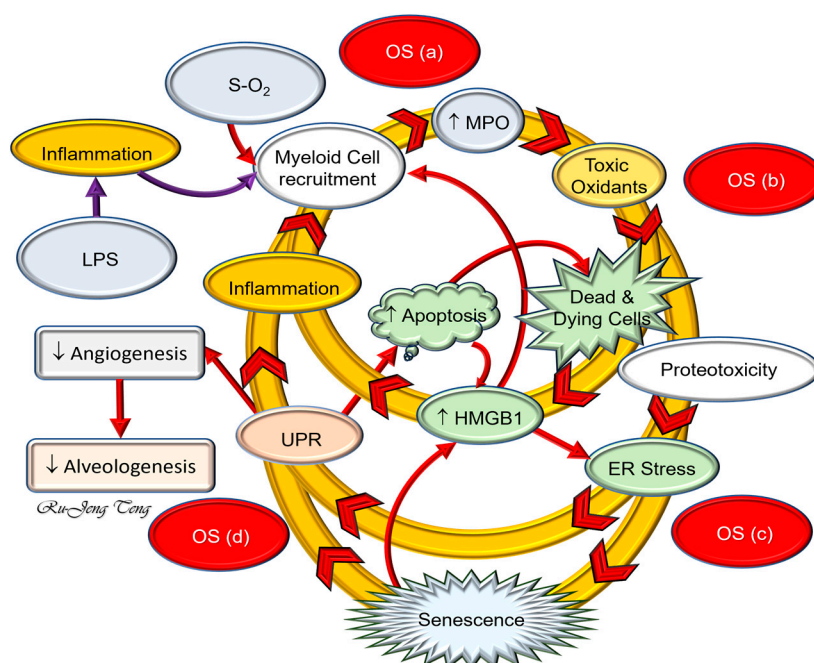 OS (a)
S-O₂
↑ MPO
Inflammation
Myeloid Cell
recruitment
Toxic
Oxidants
OS (b)
LPS
Inflammation
↑ Apoptosis
Dead &
Dying Cells
↓ Angiogenesis
Proteotoxicity
↑ HMGB1
UPR
↓ Alveologenesis
ER Stress
Ru-Jeng Teng
OS (d)
OS (c)
Senescence